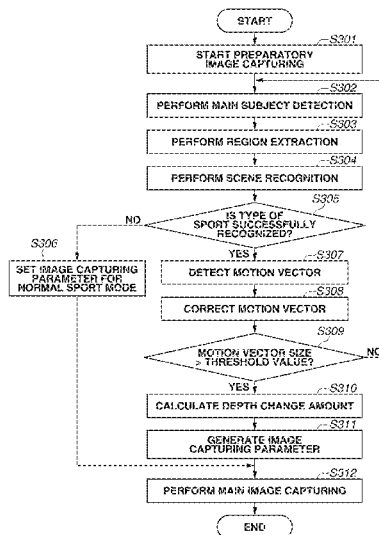 START
S301
START PREPARATORY
IMAGE CAPTURING
S302
PERFORM MAIN SUBJECT DETECTION
S303
PERFORM REGION EXTRACTION
S304
PERFORM SCENE RECOGNITION
S305
IS TYPE OF
SPORT SUCCESSFULLY
RECOGNIZED?
NO
YES
S306
SET IMAGE CAPTURING
PARAMETER FOR
NORMAL SPORT MODE
S307
DETECT MOTION VECTOR
S308
CORRECT MOTION VECTOR
S309
MOTION VECTOR SIZE
> THRESHOLD VALUE?
NO
YES
S310
CALCULATE DEPTH CHANGE AMOUNT
S311
GENERATE IMAGE
CAPTURING PARAMETER
S312
PERFORM MAIN IMAGE CAPTURING
END